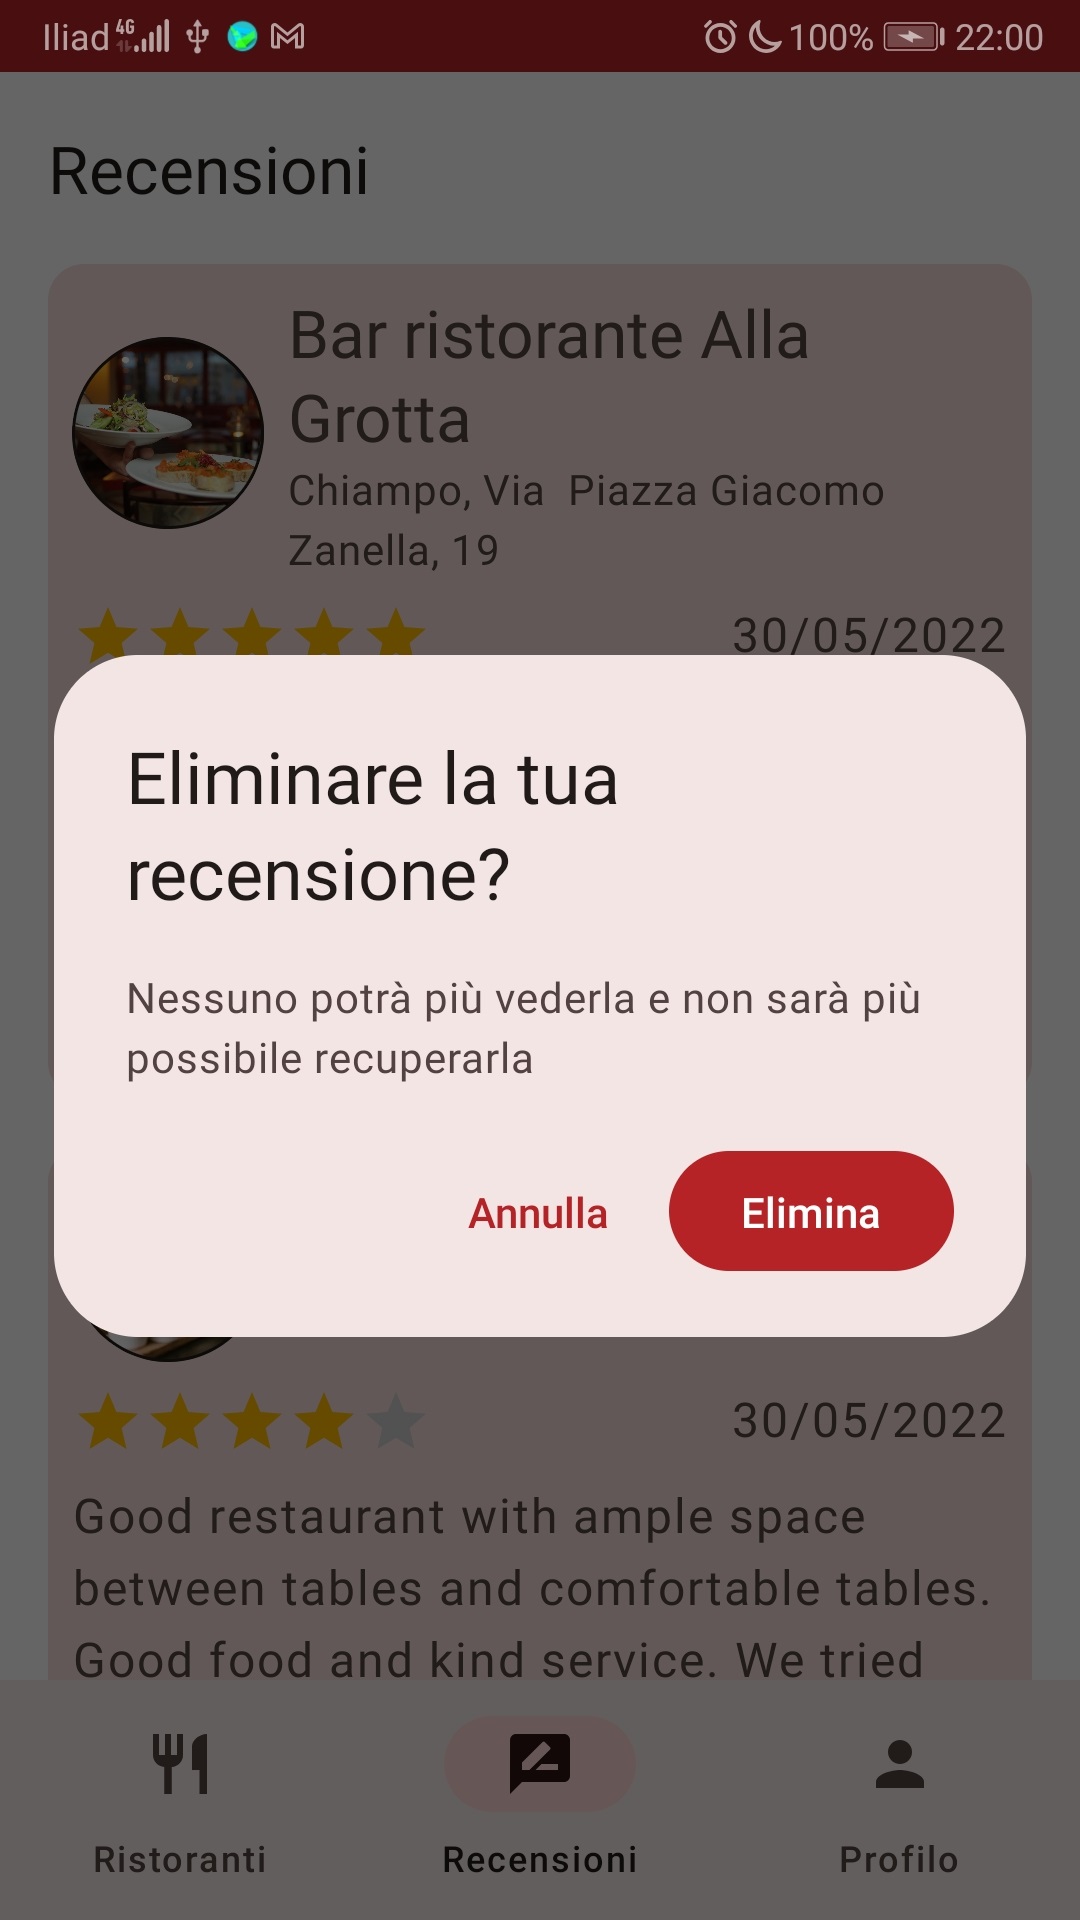 Iliad 4G 100% 22:00
Recensioni
Bar ristorante Alla
Grotta
Chiampo, Via  Piazza Giacomo
Zanella, 19
30/05/2022
Eliminare la tua
recensione?
Nessuno potrà più vederla e non sarà più
possibile recuperarla
Annulla Elimina
30/05/2022
Good restaurant with ample space
between tables and comfortable tables.
Good food and kind service. We tried
Ristoranti Recensioni Profilo